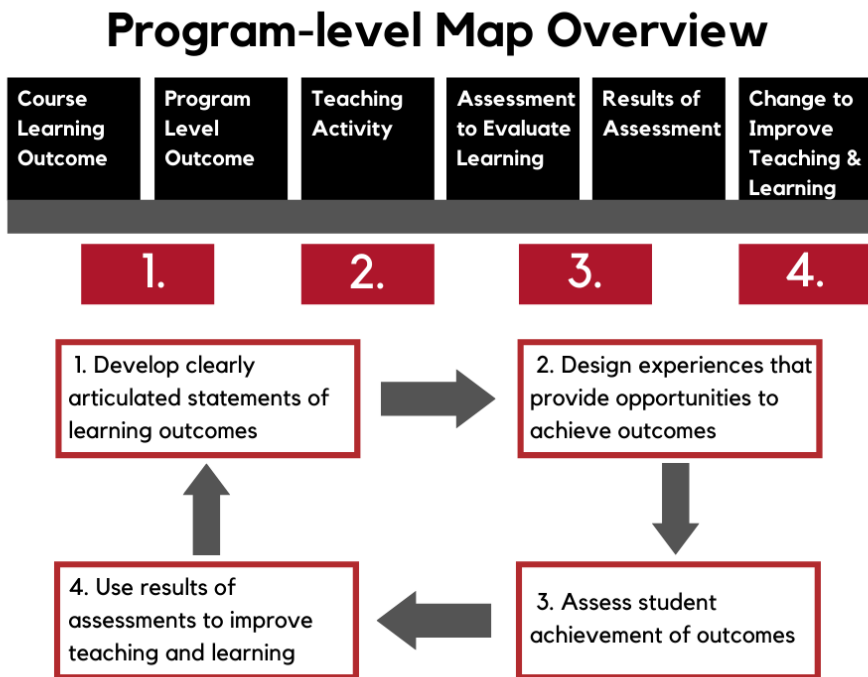 Program-level Map Overview
Course
Learning
Outcome
Program
Level
Outcome
Teaching
Activity
Assessment
to Evaluate
Learning
Results of
Assessment
Change to
Improve
Teaching &
Learning
1.
2.
3.
4.
1. Develop clearly
articulated statements of
learning outcomes
2. Design experiences that
provide opportunities to
achieve outcomes
4. Use results of
assessments to improve
teaching and learning
3. Assess student
achievement of outcomes